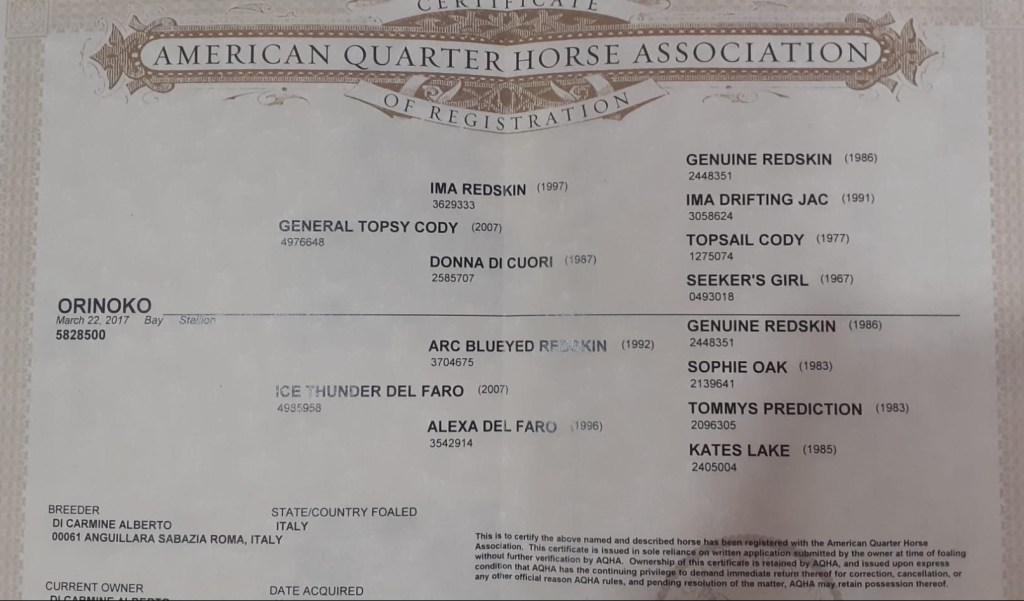 CERTIFICATE
AMERICAN QUARTER HORSE ASSOCIATION
OF REGISTRATION
GENUINE REDSKIN (1986)
2448351
IMA REDSKIN (1997)
3629333
IMA DRIFTING JAC (1991)
3058624
GENERAL TOPSY CODY (2007)
4976648
TOPSAIL CODY (1977)
1275074
DONNA DI CUORI (1987)
2585707
SEEKER'S GIRL (1967)
0493018
ORINOKO
March 22, 2017 Bay Stallion
5828500
GENUINE REDSKIN (1986)
2448351
ARC BLUEYED REDSKIN (1992)
3704675
SOPHIE OAK (1983)
2139641
ICE THUNDER DEL FARO (2007)
4985958
TOMMYS PREDICTION (1983)
2096305
ALEXA DEL FARO (1996)
3542914
KATES LAKE (1985)
2405004
BREEDER
DI CARMINE ALBERTO
00061 ANGUILLARA SABAZIA ROMA, ITALY
STATE/COUNTRY FOALED
ITALY
This is to certify the above named and described horse has been registered with the American Quarter Horse
Association. This certificate is issued in sole reliance on written application submitted by the owner at time of foaling
without further verification by AQHA. Ownership of this certificate is retained by AQHA, and issued upon express
condition that AQHA has the continuing privilege to demand immediate return thereof for correction, cancellation, or
any other official reason AQHA rules, and pending resolution of the matter, AQHA may retain possession thereof.
CURRENT OWNER
DI CARMINE ALBERTO
DATE ACQUIRED